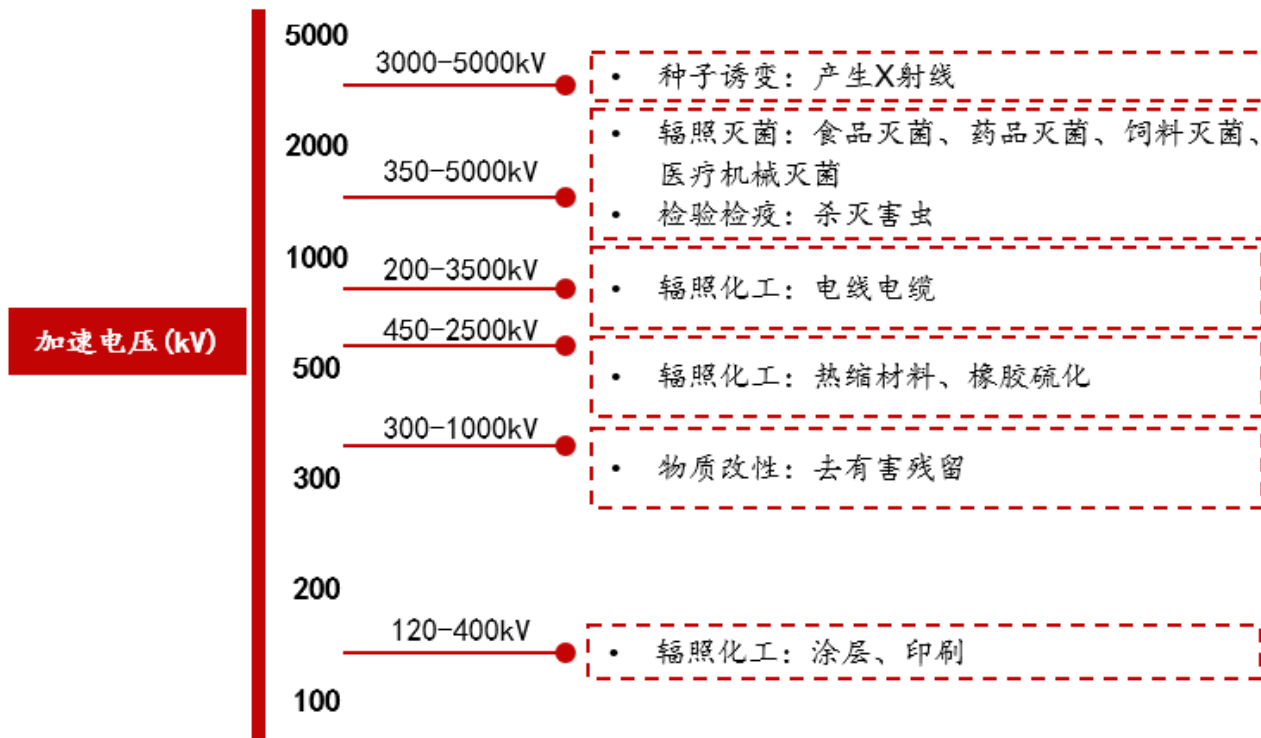 5000
3000-5000kV
• 种子诱变：产生X射线
2000
350-5000kV
• 辐照灭菌：食品灭菌、药品灭菌、饲料灭菌、
医疗机械灭菌
• 检验检疫：杀灭害虫
1000
200-3500kV
• 辐照化工：电线电缆
加速电压(kV)
450-2500kV
500
• 辐照化工：热缩材料、橡胶硫化
300-1000kV
300
• 物质改性：去有害残留
200
120-400kV
• 辐照化工：涂层、印刷
100